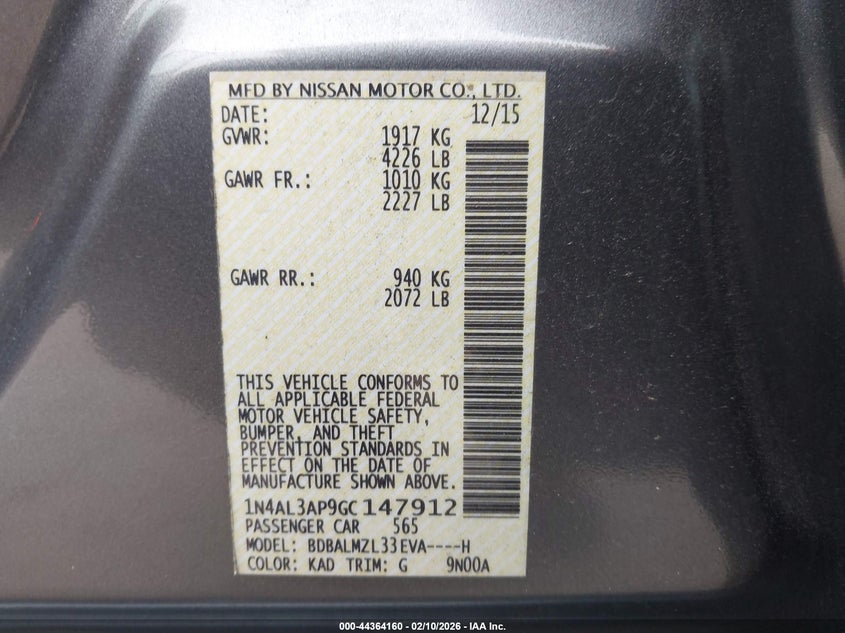 MFD BY NISSAN MOTOR CO., LTD.
DATE: 12/15
GVWR: 1917 KG
4226 LB
GAWR FR.: 1010 KG
2227 LB
GAWR RR.: 940 KG
2072 LB
THIS VEHICLE CONFORMS TO
ALL APPLICABLE FEDERAL
MOTOR VEHICLE SAFETY,
BUMPER, AND THEFT
PREVENTION STANDARDS IN
EFFECT ON THE DATE OF
MANUFACTURE SHOWN ABOVE.
1N4AL3AP9GC147912
PASSENGER CAR 565
MODEL: BDBALMZL33EVA----H
COLOR: KAD TRIM: G 9N00A
000-44364160 - 02/10/2026 - IAA Inc.